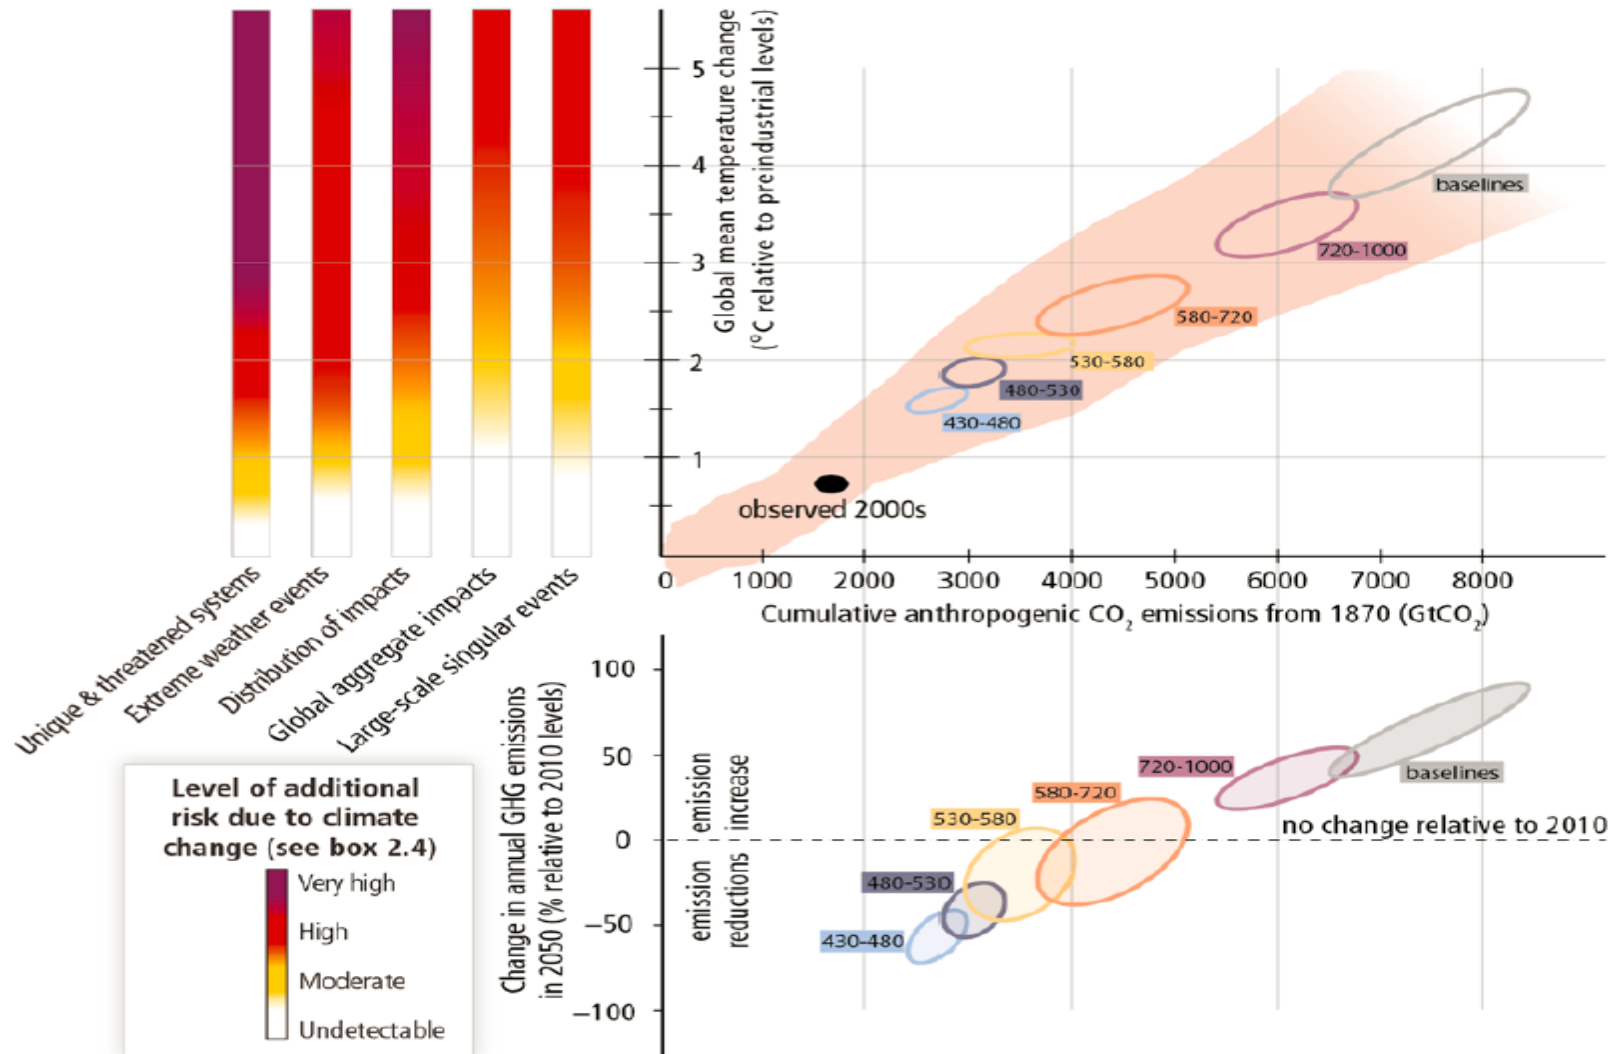 Global mean temperature change
(°C relative to preindustrial levels)
5
4
3
2
1
baselines
720-1000
580-720
530-580
480-530
430-480
observed 2000s
0 1000 2000 3000 4000 5000 6000 7000 8000
Cumulative anthropogenic CO₂ emissions from 1870 (GtCO₂)
Unique & threatened systems
Extreme weather events
Distribution of impacts
Global aggregate impacts
Large-scale singular events
Level of additional
risk due to climate
change (see box 2.4)
Very high
High
Moderate
Undetectable
Change in annual GHG emissions
in 2050 (% relative to 2010 levels)
100
50
0
−50
−100
emission
increase
emission
reductions
720-1000
baselines
580-720
530-580
no change relative to 2010
480-530
430-480